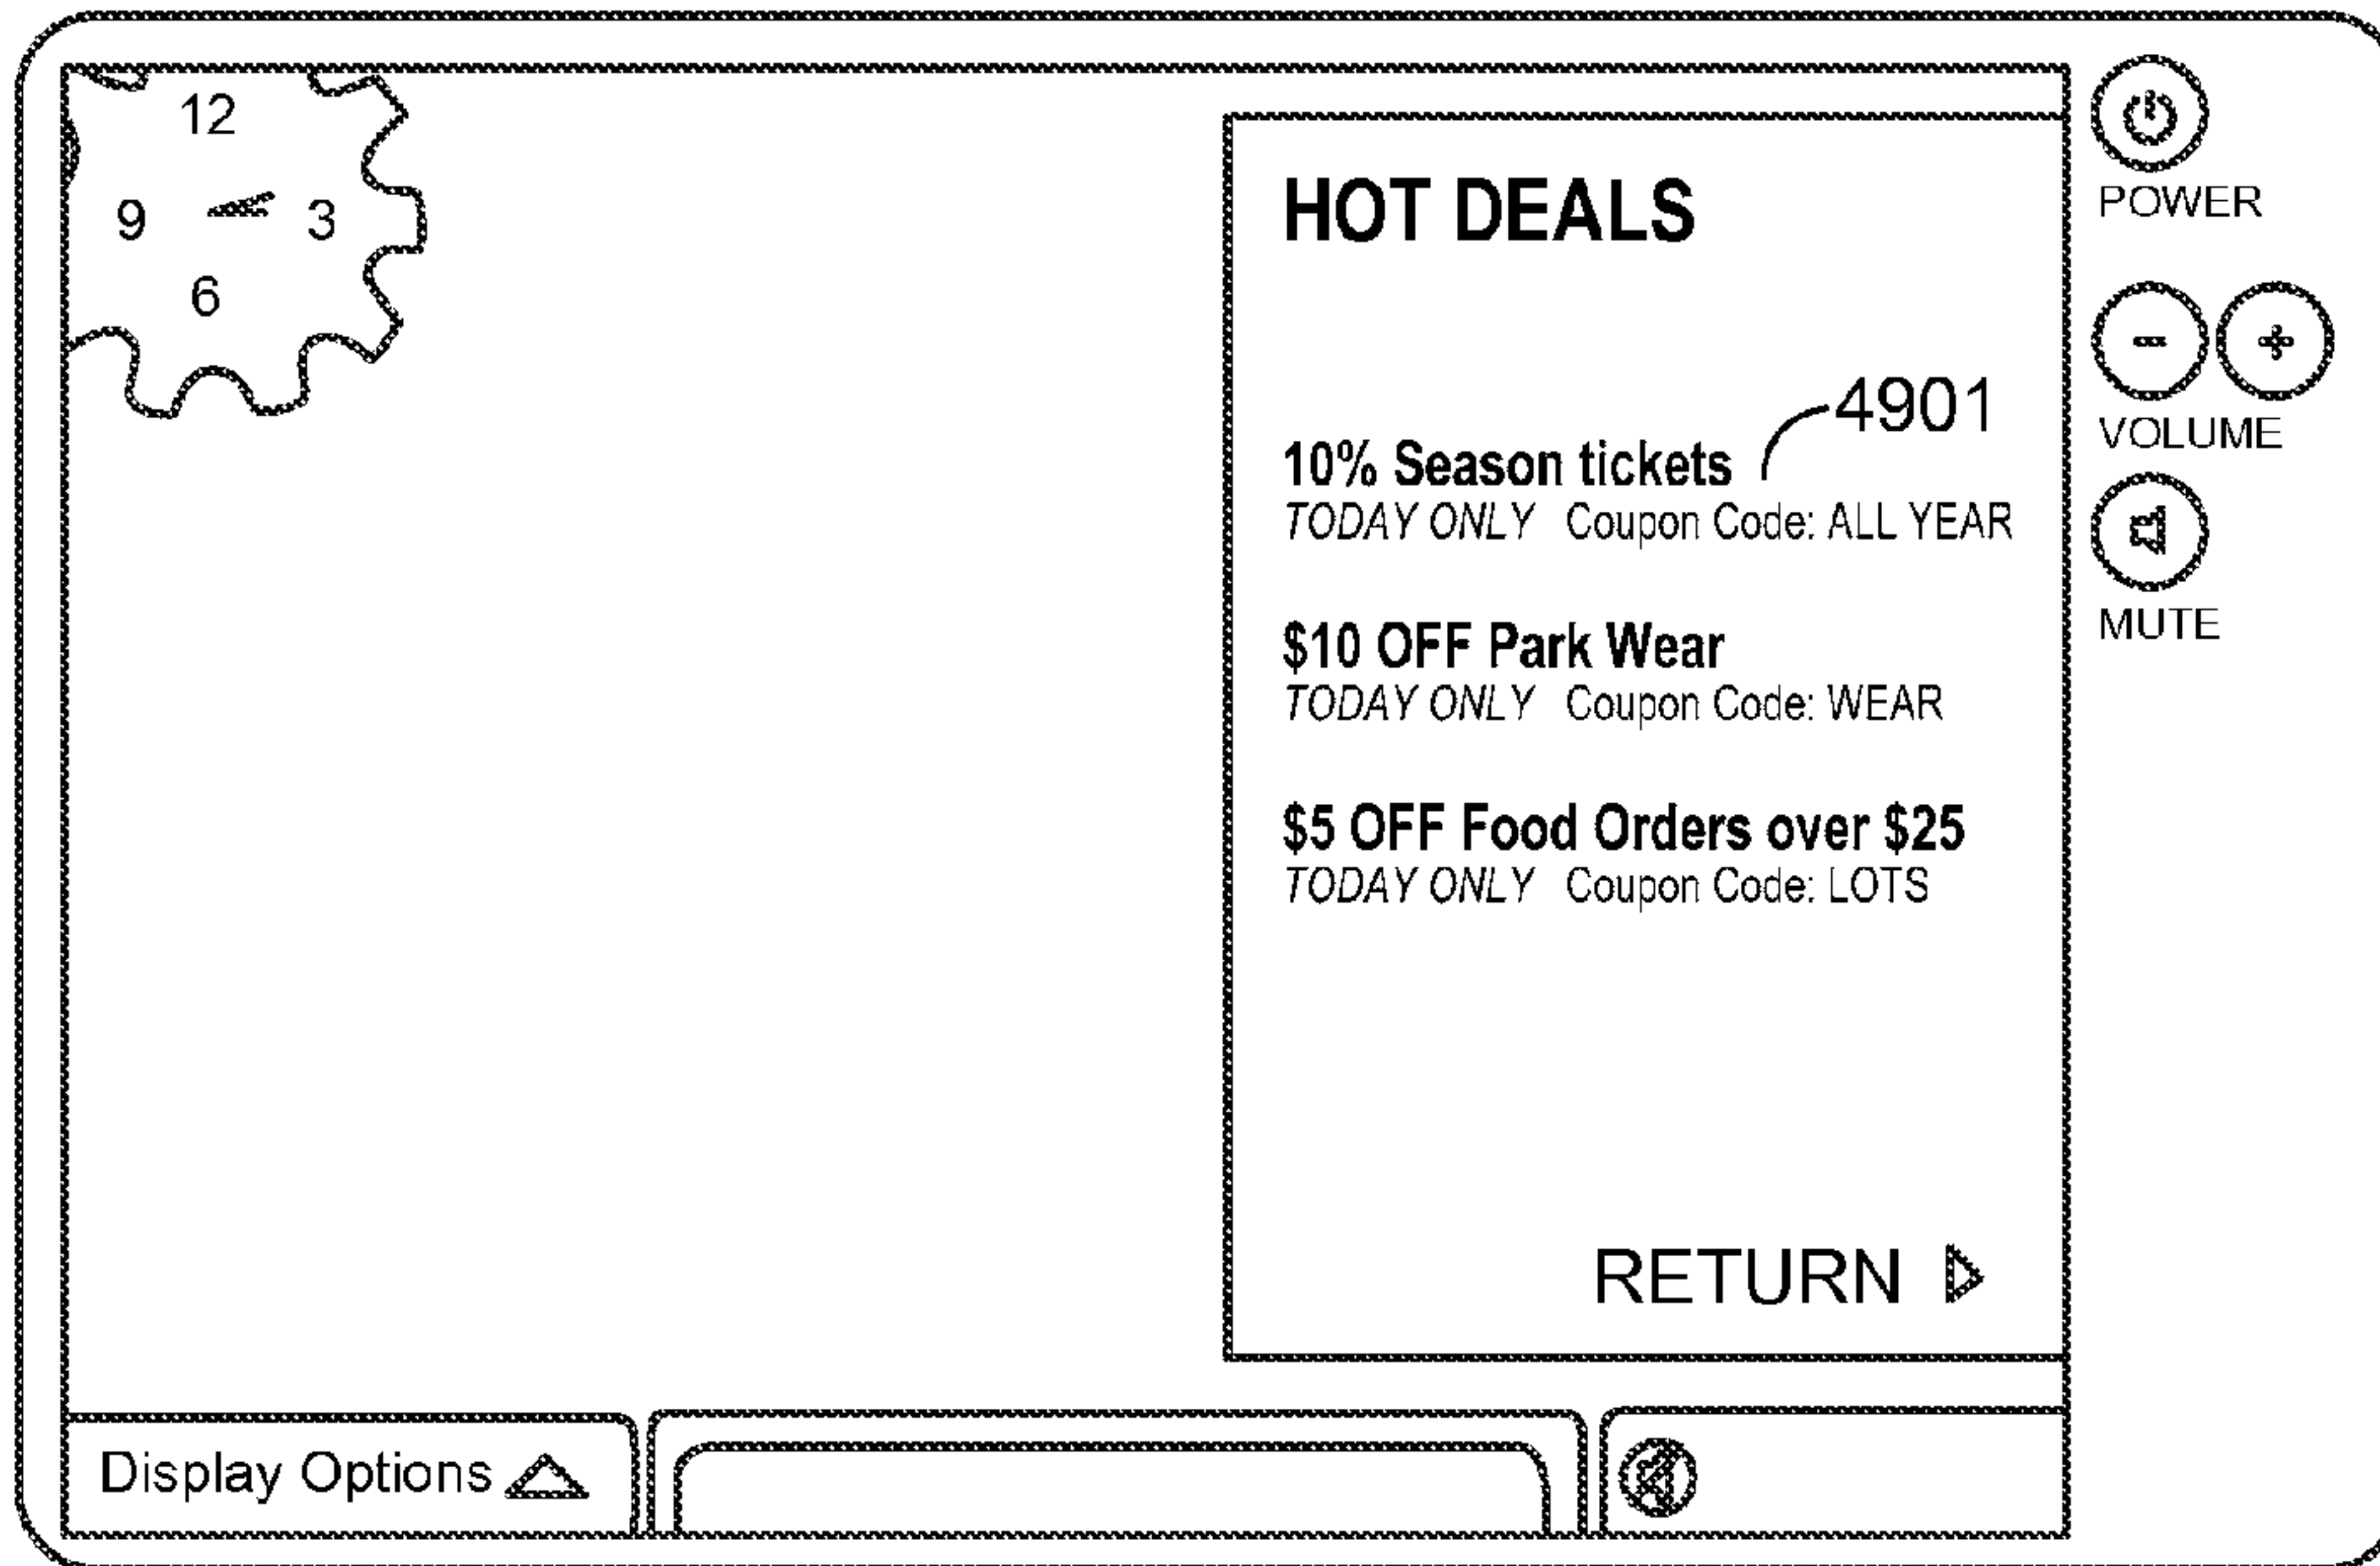 12
9 3
6
HOT DEALS
4901
10% Season tickets
TODAY ONLY Coupon Code: ALL YEAR
$10 OFF Park Wear
TODAY ONLY Coupon Code: WEAR
$5 OFF Food Orders over $25
TODAY ONLY Coupon Code: LOTS
RETURN
POWER
- +
VOLUME
MUTE
Display Options